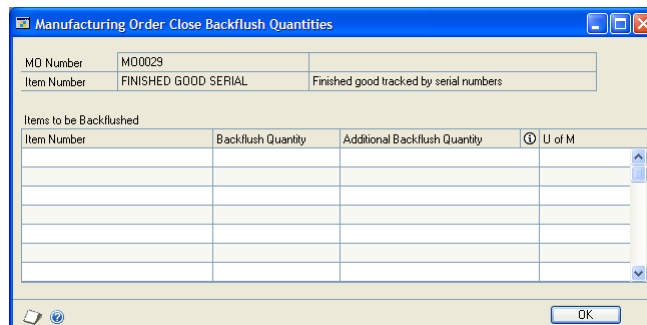 Manufacturing Order Close Backflush Quantities
MO Number MO0029
Item Number FINISHED GOOD SERIAL Finished good tracked by serial numbers
Items to be Backflushed
Item Number Backflush Quantity Additional Backflush Quantity U of M
OK